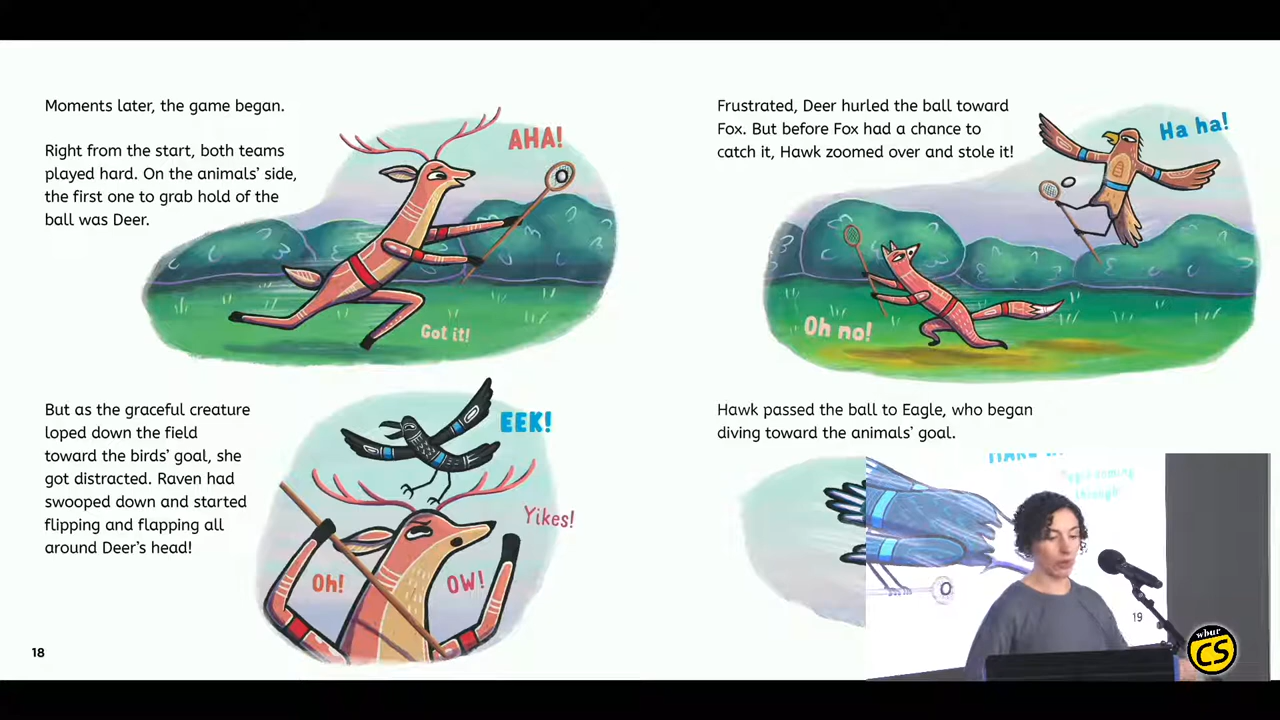 Moments later, the game began.
Right from the start, both teams
played hard. On the animals’ side,
the first one to grab hold of the
ball was Deer.
AHA!
Got it!
But as the graceful creature
loped down the field
toward the birds’ goal, she
got distracted. Raven had
swooped down and started
flipping and flapping all
around Deer’s head!
EEK!
Yikes!
Oh!
OW!
18
Frustrated, Deer hurled the ball toward
Fox. But before Fox had a chance to
catch it, Hawk zoomed over and stole it!
Ha ha!
Oh no!
Hawk passed the ball to Eagle, who began
diving toward the animals’ goal.
through!
19
wbur
CS